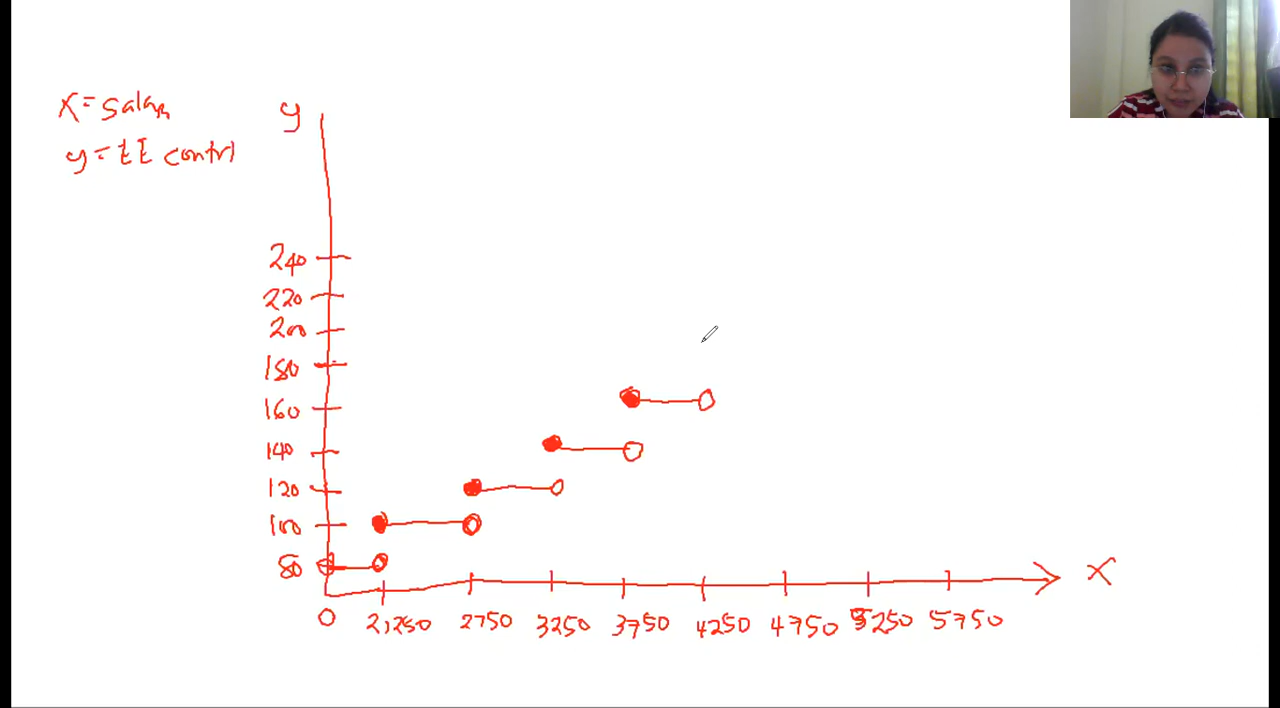 x = Salary
y = EE contri
y
240
220
200
180
160
140
120
100
80
0 2,250 2750 3250 3750 4250 4750 5250 5750
X